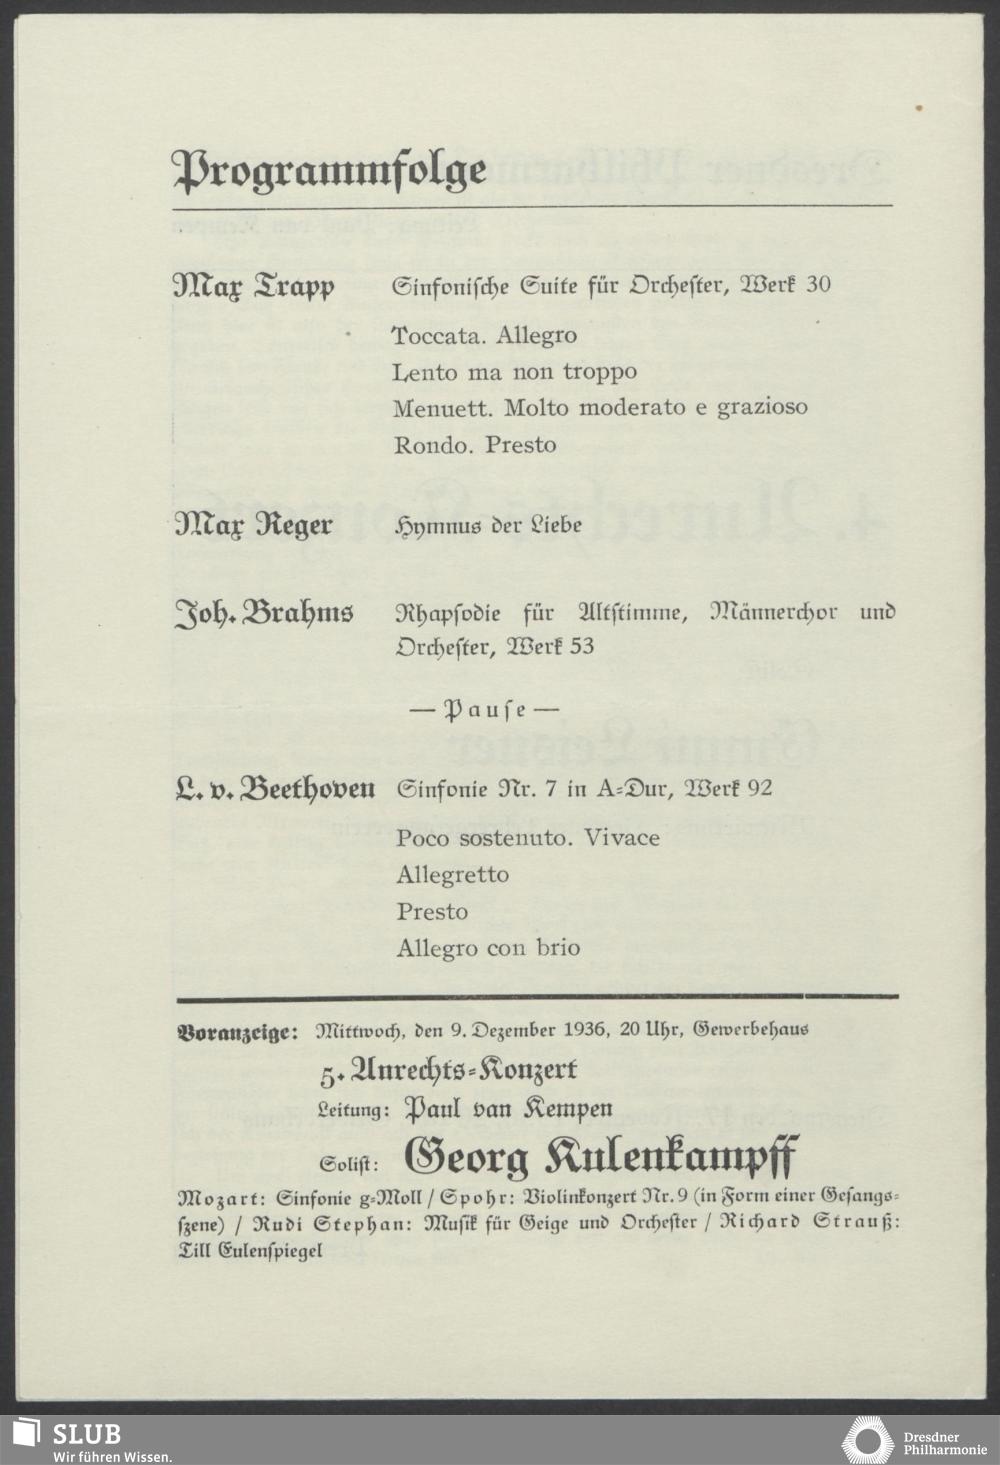 Programmfolge
Max Trapp Sinfonische Suite für Orchester, Werk 30
Toccata. Allegro
Lento ma non troppo
Menuett. Molto moderato e grazioso
Rondo. Presto
Max Reger Hymnus der Liebe
Joh. Brahms Rhapsodie für Altstimme, Männerchor und
Orchester, Werk 53
— Pause —
L. v. Beethoven Sinfonie Nr. 7 in A=Dur, Werk 92
Poco sostenuto. Vivace
Allegretto
Presto
Allegro con brio
Voranzeige: Mittwoch, den 9. Dezember 1936, 20 Uhr, Gewerbehaus
5. Anrechts=Konzert
Leitung: Paul van Kempen
Solist: Georg Kulenkampff
Mozart: Sinfonie g=Moll / Spohr: Violinkonzert Nr. 9 (in Form einer Gesangs=
szene) / Rudi Stephan: Musik für Geige und Orchester / Richard Strauß:
Till Eulenspiegel
SLUB
Wir führen Wissen.
Dresdner
Philharmonie